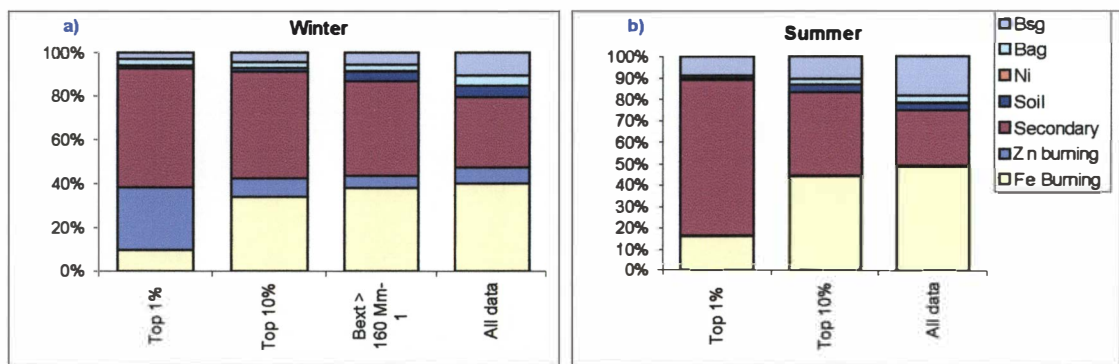 a)
Winter
100%
80%
60%
40%
20%
0%
Top 1%
Top 10%
Bext >
160 Mm-
1
All data
b)
Summer
100%
90%
80%
70%
60%
50%
40%
30%
20%
10%
0%
Top 1%
Top 10%
All data
Bsg
Bag
Ni
Soil
Secondary
Zn burning
Fe Burning